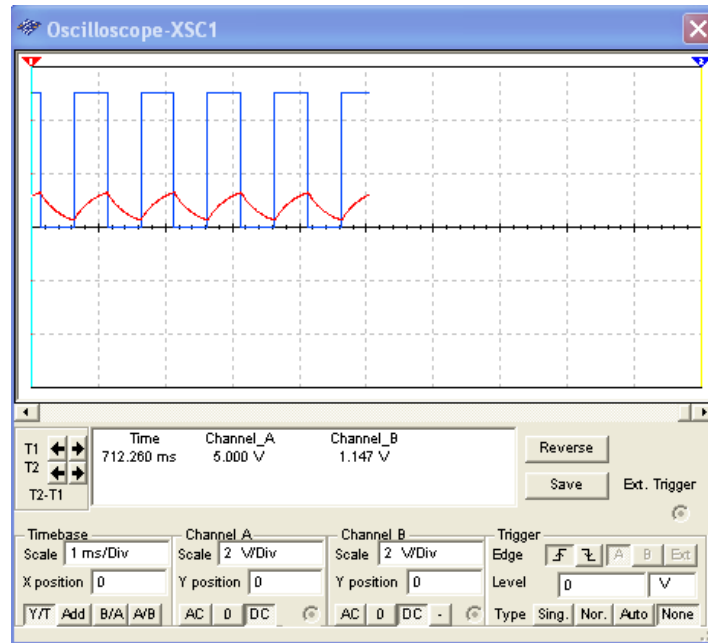 Oscilloscope-XSC1
1 2
Time Channel_A Channel_B
T1 712.260 ms 5.000 V 1.147 V
T2
T2-T1
Reverse
Save Ext. Trigger
Timebase Channel A Channel B Trigger
Scale 1 ms/Div Scale 2 V/Div Scale 2 V/Div Edge A B Ext
X position 0 Y position 0 Y position 0 Level 0 V
Y/T Add B/A A/B AC 0 DC AC 0 DC - Type Sing. Nor. Auto None